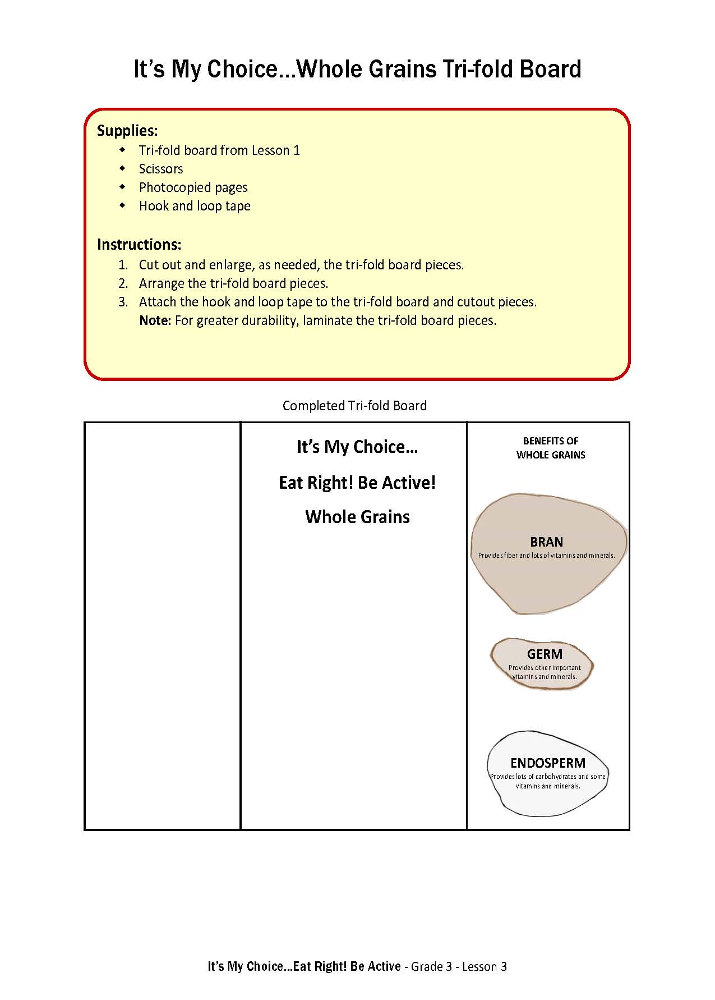 It's My Choice...Whole Grains Tri-fold Board
Supplies:
◆ Tri-fold board from Lesson 1
◆ Scissors
◆ Photocopied pages
◆ Hook and loop tape
Instructions:
1. Cut out and enlarge, as needed, the tri-fold board pieces.
2. Arrange the tri-fold board pieces.
3. Attach the hook and loop tape to the tri-fold board and cutout pieces.
Note: For greater durability, laminate the tri-fold board pieces.
Completed Tri-fold Board
It's My Choice...
Eat Right! Be Active!
Whole Grains
BENEFITS OF
WHOLE GRAINS
BRAN
Provides fiber and lots of vitamins and minerals.
GERM
Provides other important
vitamins and minerals.
ENDOSPERM
Provides lots of carbohydrates and some
vitamins and minerals.
It's My Choice...Eat Right! Be Active - Grade 3 - Lesson 3